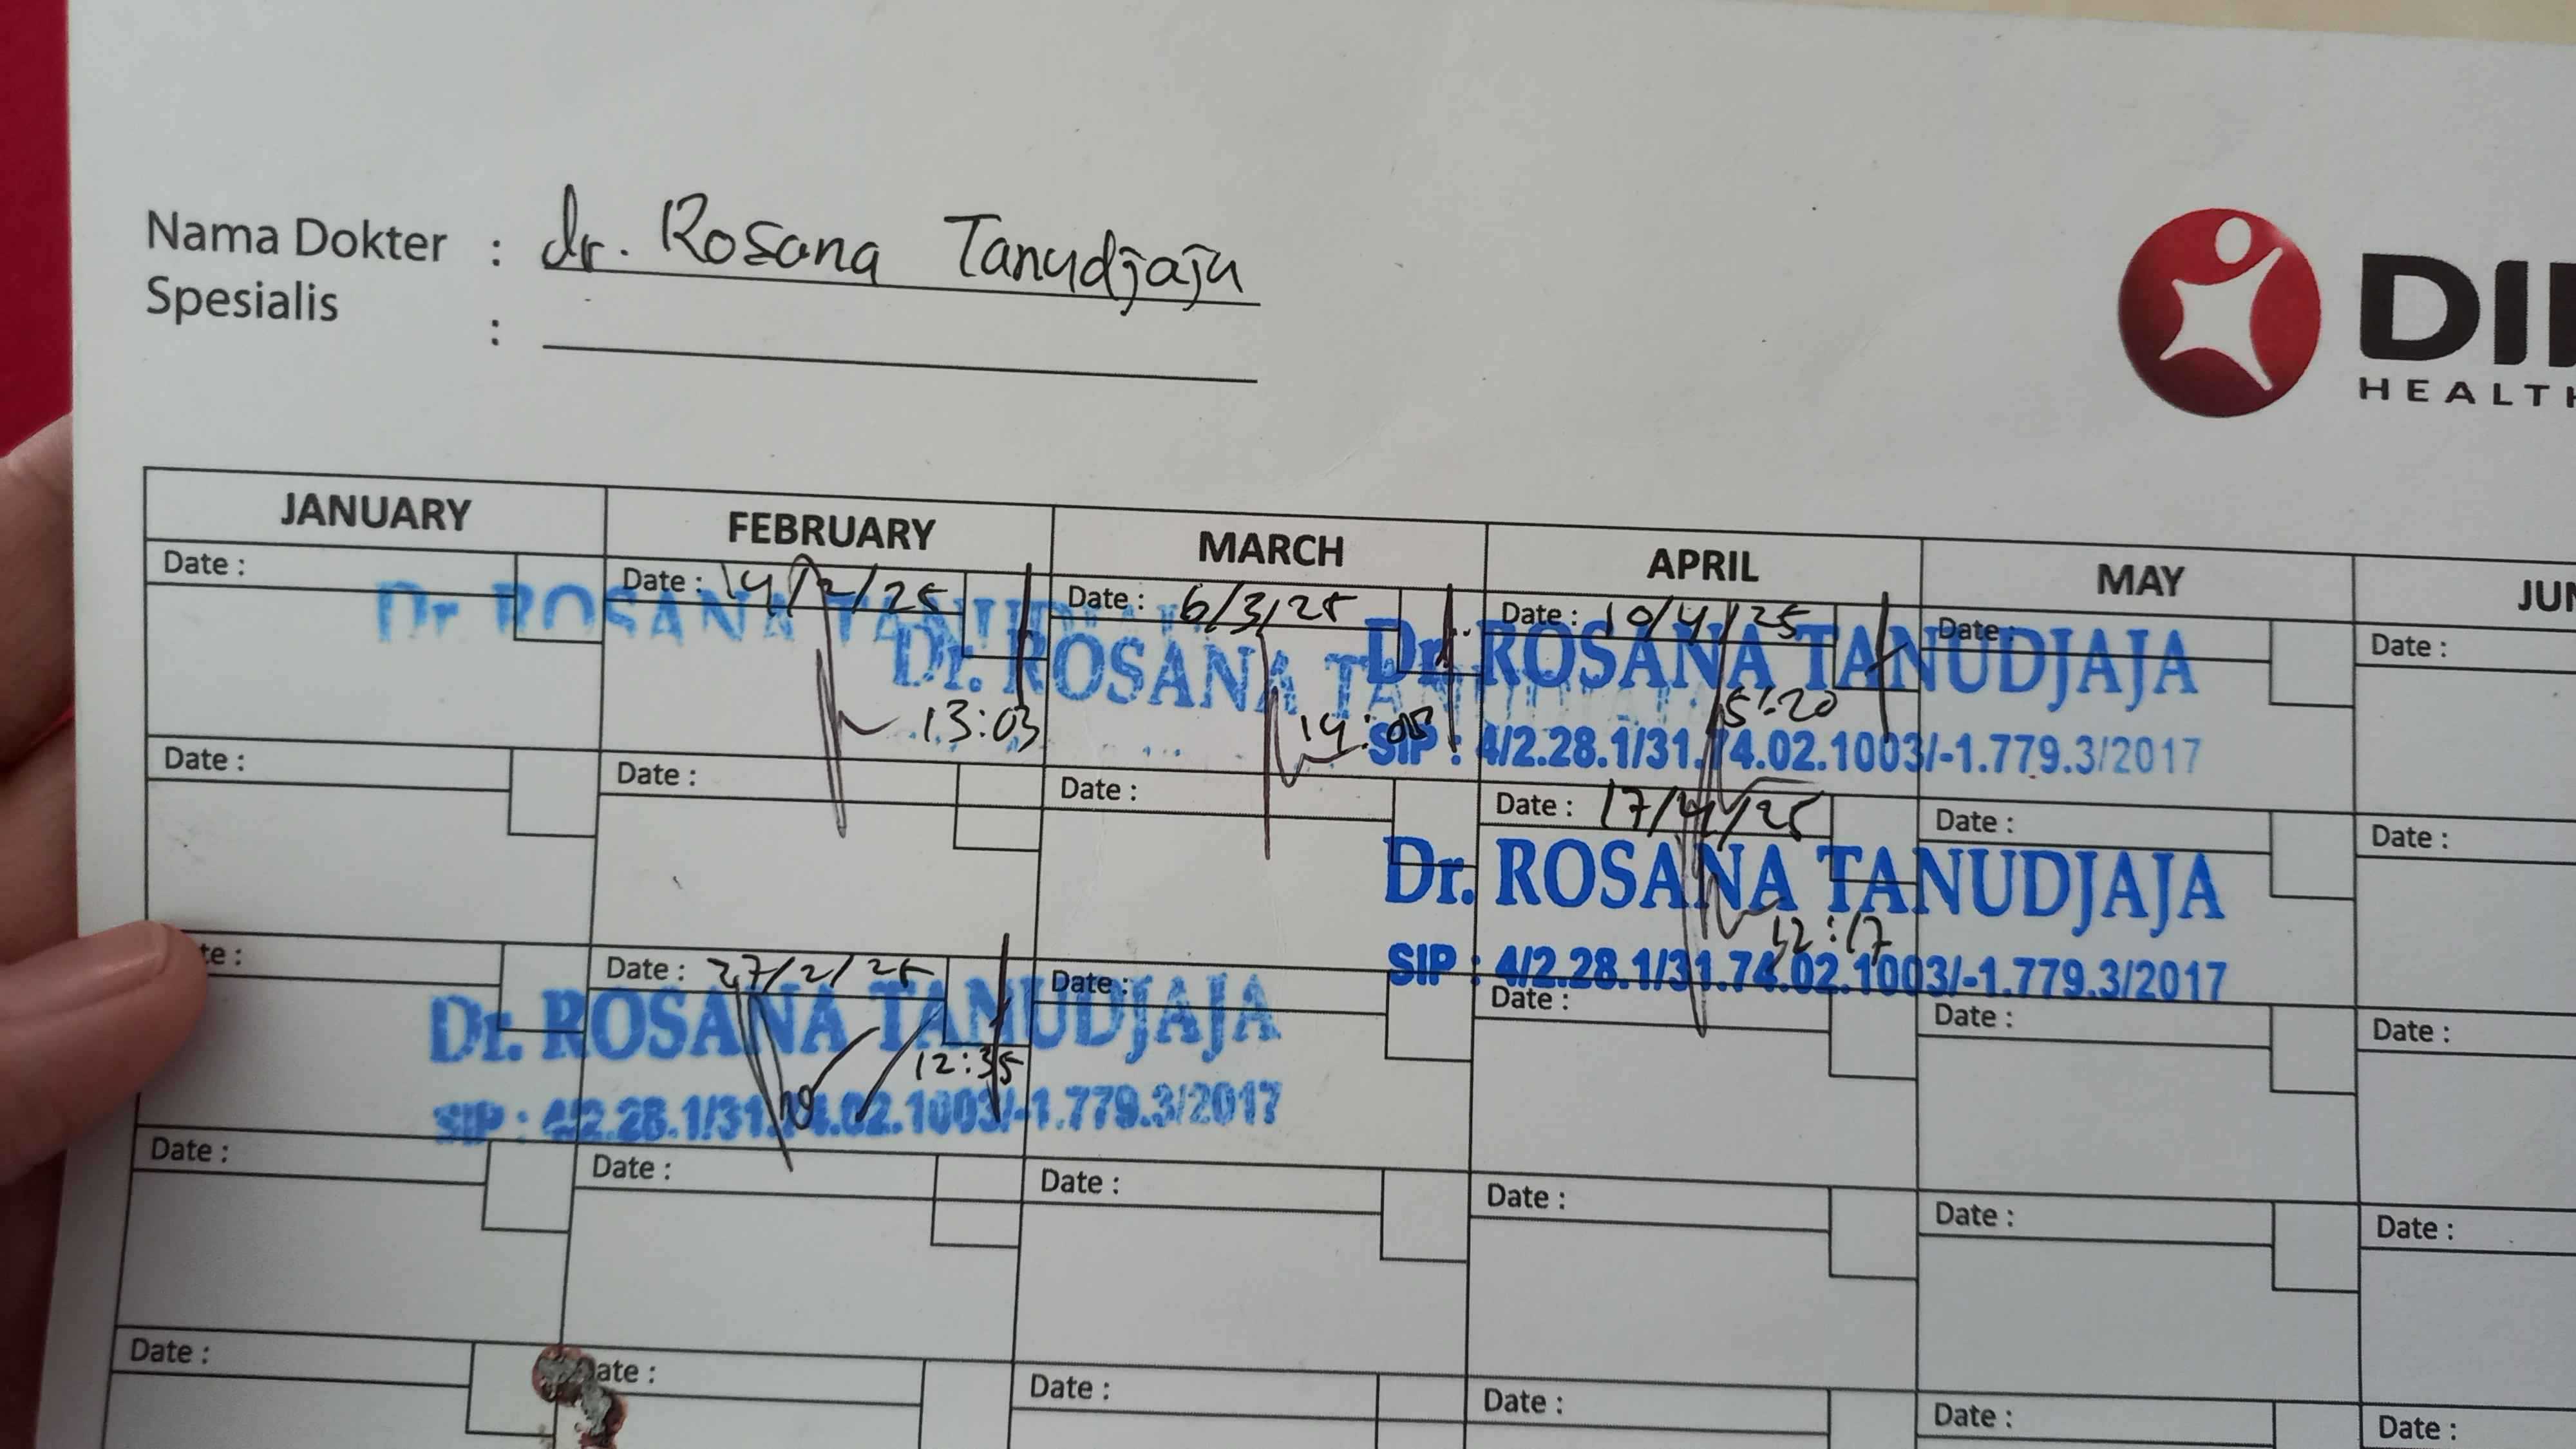 Nama Dokter : dr. Rosana Tanudjaja
Spesialis :
DI
HEALTH
JANUARY FEBRUARY MARCH APRIL MAY JUN
Date : Date : 14/2/25 Date : 6/3/25 Date : 10/4/25 Date : Date :
Dr ROSANA TANUDJAJA Dr. ROSANA TANUDJAJA Dr. ROSANA TANUDJAJA
13:03 14:05 15:20
SIP : 4/2.28.1/31.74.02.1003/-1.779.3/2017
Date : Date : Date : Date : 17/4/25 Date : Date :
Dr. ROSANA TANUDJAJA
12:17
SIP : 4/2.28.1/31.74.02.1003/-1.779.3/2017
te : Date : 27/2/25 Date : Date : Date : Date :
Dr. ROSANA TANUDJAJA
12:35
SIP : 4/2.28.1/31.74.02.1003/-1.779.3/2017
Date : Date : Date : Date : Date : Date :
Date : ate : Date : Date : Date : Date :